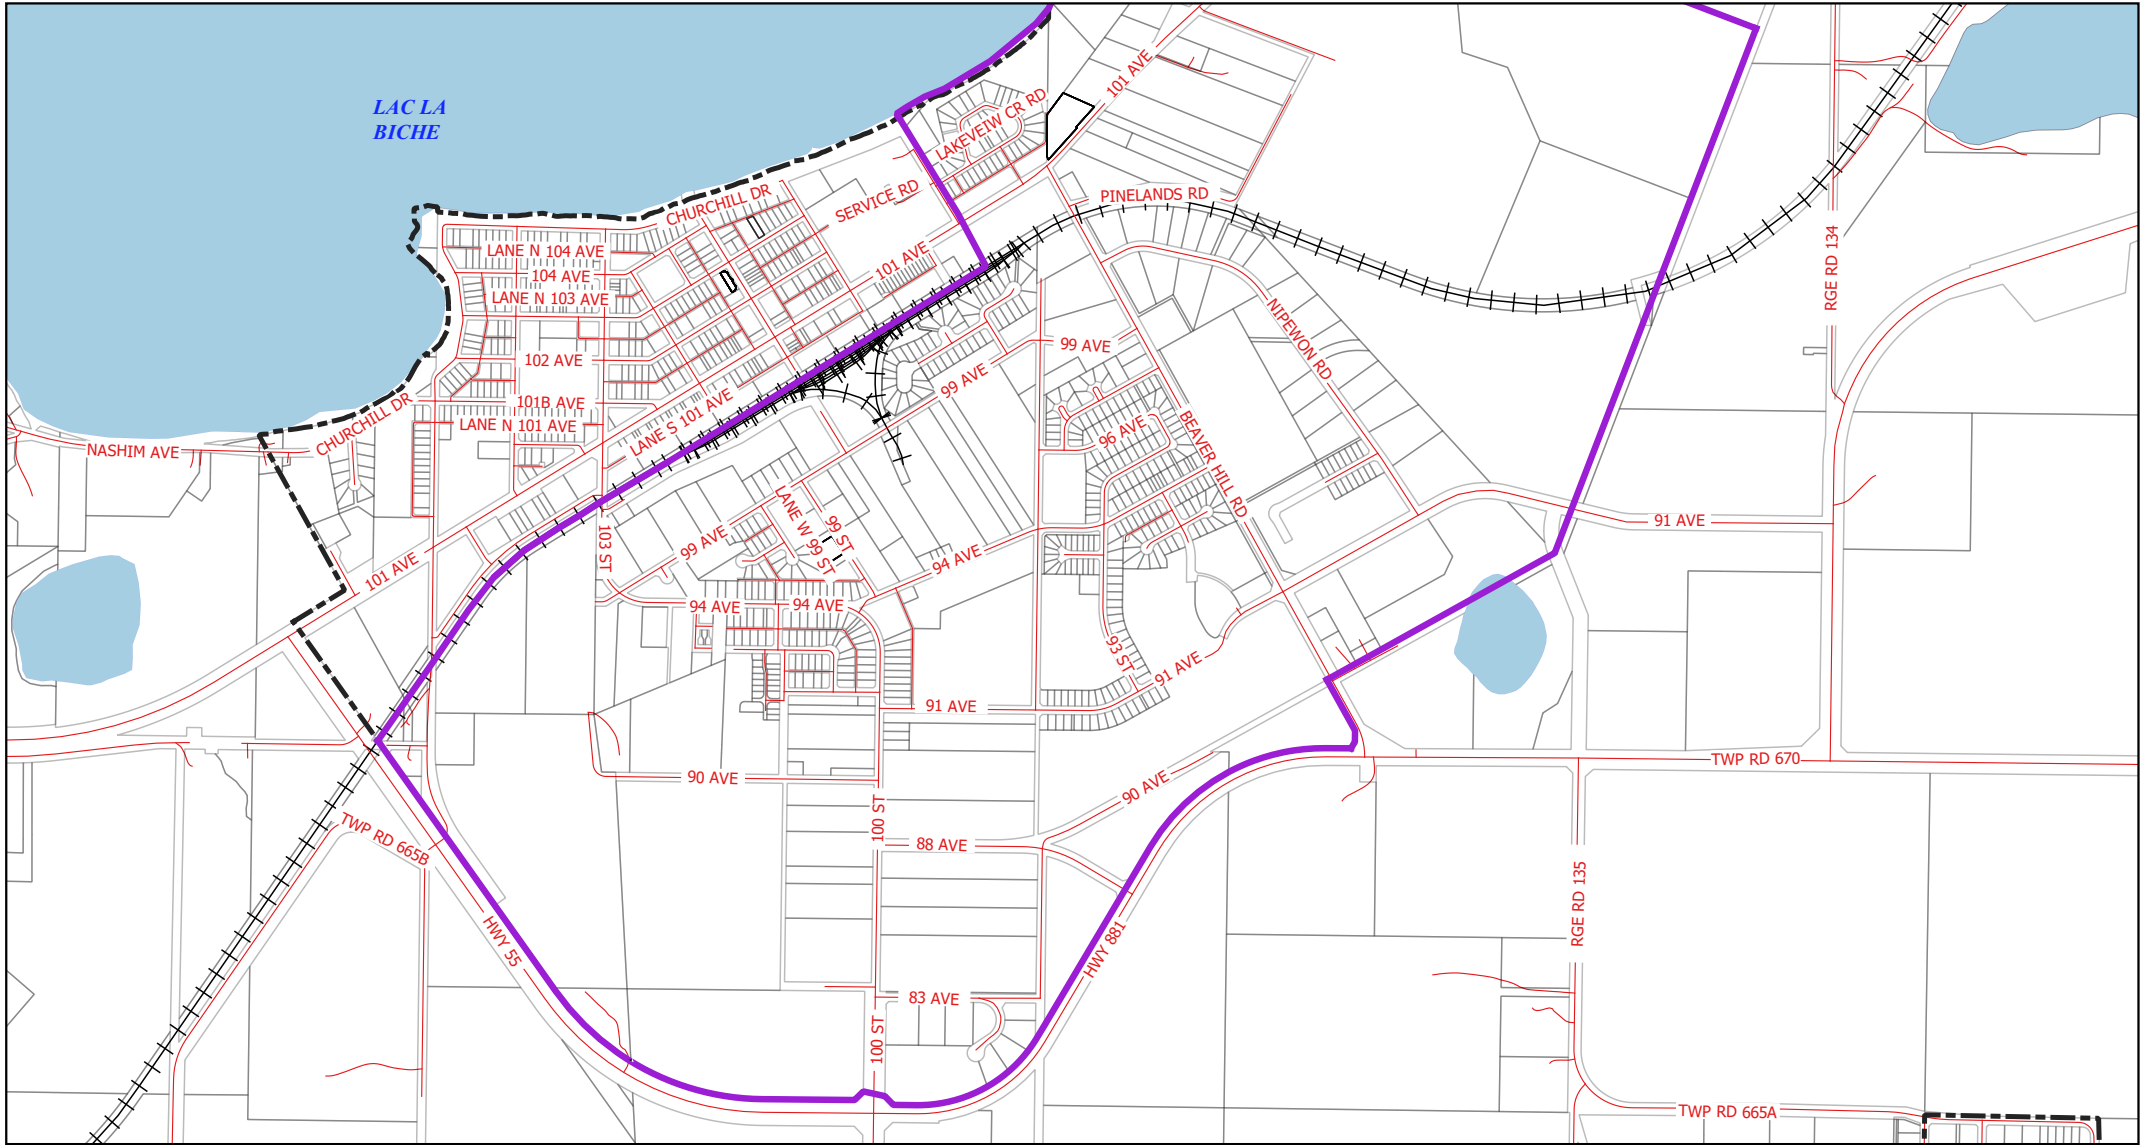 LAC LA
BICHE
101 AVE
LAKEVEIW CR RD
SERVICE RD
CHURCHILL DR
PINELANDS RD
LANE N 104 AVE
104 AVE
LANE N 103 AVE
101 AVE
RGE RD 134
NIPEWON RD
102 AVE
99 AVE
99 AVE
101B AVE
LANE N 101 AVE
LANE S 101 AVE
CHURCHILL DR
NASHIM AVE
96 AVE
BEAVER HILL RD
91 AVE
LANE W 99 ST
99 ST
99 AVE
103 ST
94 AVE
101 AVE
94 AVE
94 AVE
93 ST
91 AVE
91 AVE
TWP RD 670
90 AVE
90 AVE
100 ST
88 AVE
TWP RD 665B
RGE RD 135
HWY 55
HWY 881
83 AVE
100 ST
TWP RD 665A